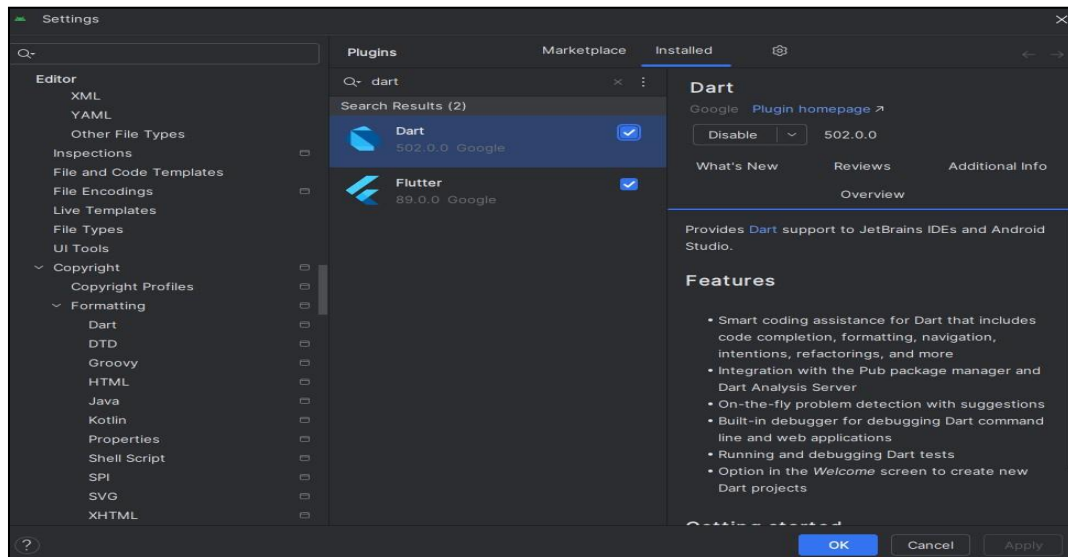 Settings
Editor
XML
YAML
Other File Types
Inspections
File and Code Templates
File Encodings
Live Templates
File Types
UI Tools
Copyright
Copyright Profiles
Formatting
Dart
DTD
Groovy
HTML
Java
Kotlin
Properties
Shell Script
SPI
SVG
XHTML
Plugins
Marketplace
Installed
dart
Search Results (2)
Dart
502.0.0 Google
Flutter
89.0.0 Google
Dart
Google Plugin homepage ↗
Disable
502.0.0
What's New
Reviews
Additional Info
Overview
Provides Dart support to JetBrains IDEs and Android
Studio.
Features
• Smart coding assistance for Dart that includes
code completion, formatting, navigation,
intentions, refactorings, and more
• Integration with the Pub package manager and
Dart Analysis Server
• On-the-fly problem detection with suggestions
• Built-in debugger for debugging Dart command
line and web applications
• Running and debugging Dart tests
• Option in the Welcome screen to create new
Dart projects
Getting started
?
OK
Cancel
Apply